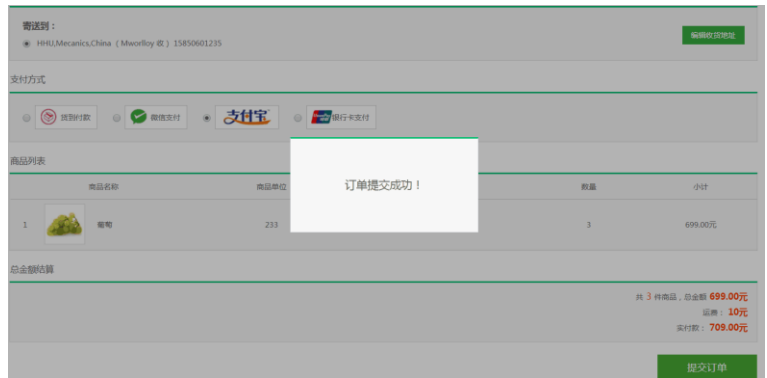 寄送到：
HHU,Mecanics,China （ MworBoy 收 ）15850601235
编辑收货地址
支付方式
货到付款 微信支付 支付宝 银行卡支付
商品列表
商品名称 商品单位 数量 小计
1 葡萄 233 3 699.00元
订单提交成功！
总金额结算
共 3 件商品，总金额 699.00元
运费： 10元
实付款： 709.00元
提交订单